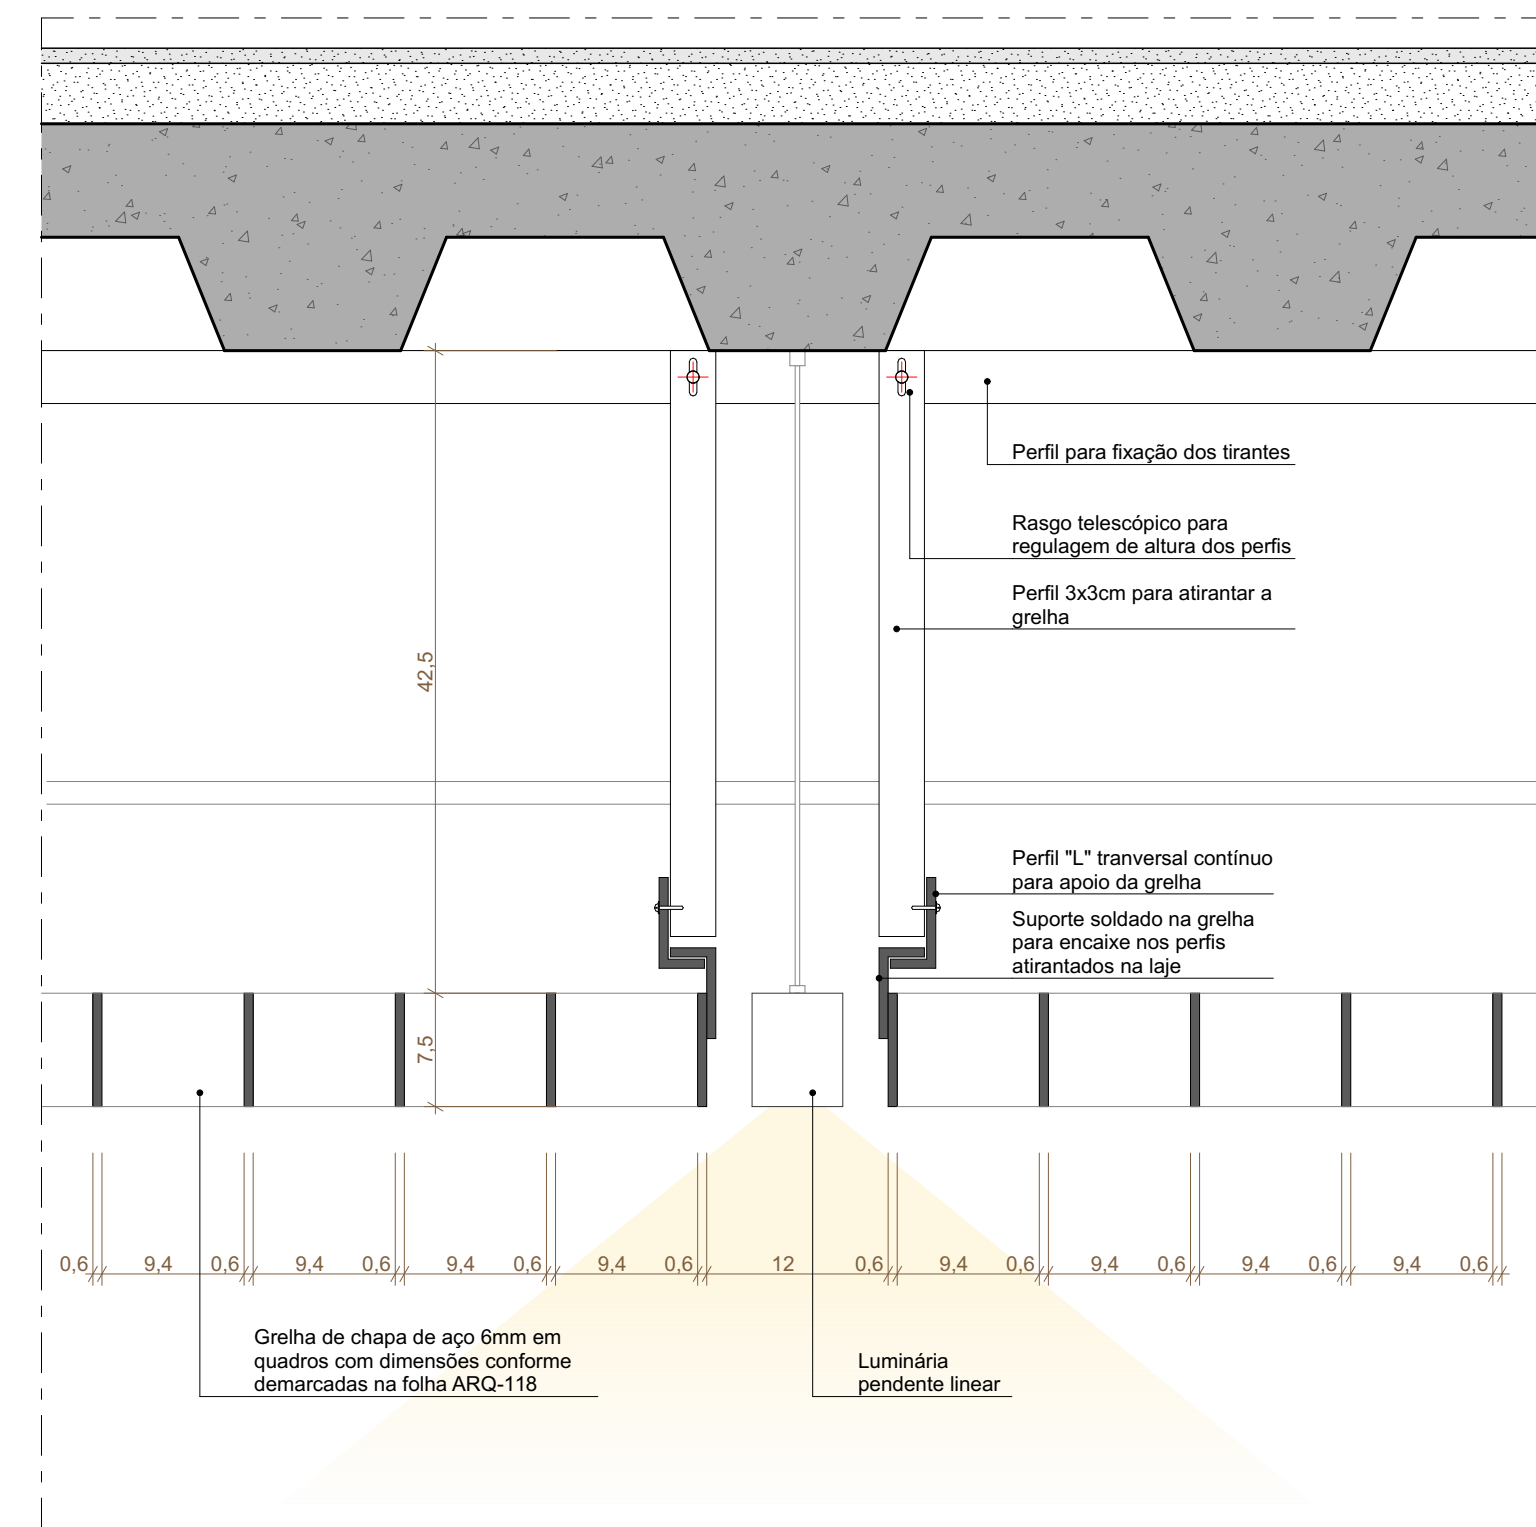 Perfil para fixação dos tirantes
Rasgo telescópico para
regulagem de altura dos perfis
Perfil 3x3cm para atirantar a
grelha
42,5
Perfil "L" tranversal contínuo
para apoio da grelha
Suporte soldado na grelha
para encaixe nos perfis
atirantados na laje
7,5
0,6 9,4 0,6 9,4 0,6 9,4 0,6 9,4 0,6 12 0,6 9,4 0,6 9,4 0,6 9,4 0,6 9,4 0,6
Grelha de chapa de aço 6mm em
quadros com dimensões conforme
demarcadas na folha ARQ-118
Luminária
pendente linear